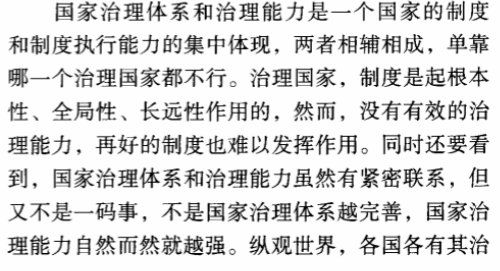 国家治理体系和治理能力是一个国家的制度
和制度执行能力的集中体现，两者相辅相成，单靠
哪一个治理国家都不行。治理国家，制度是起根本
性、全局性、长远性作用的，然而，没有有效的治
理能力，再好的制度也难以发挥作用。同时还要看
到，国家治理体系和治理能力虽然有紧密联系，但
又不是一码事，不是国家治理体系越完善，国家治
理能力自然而然就越强。纵观世界，各国各有其治